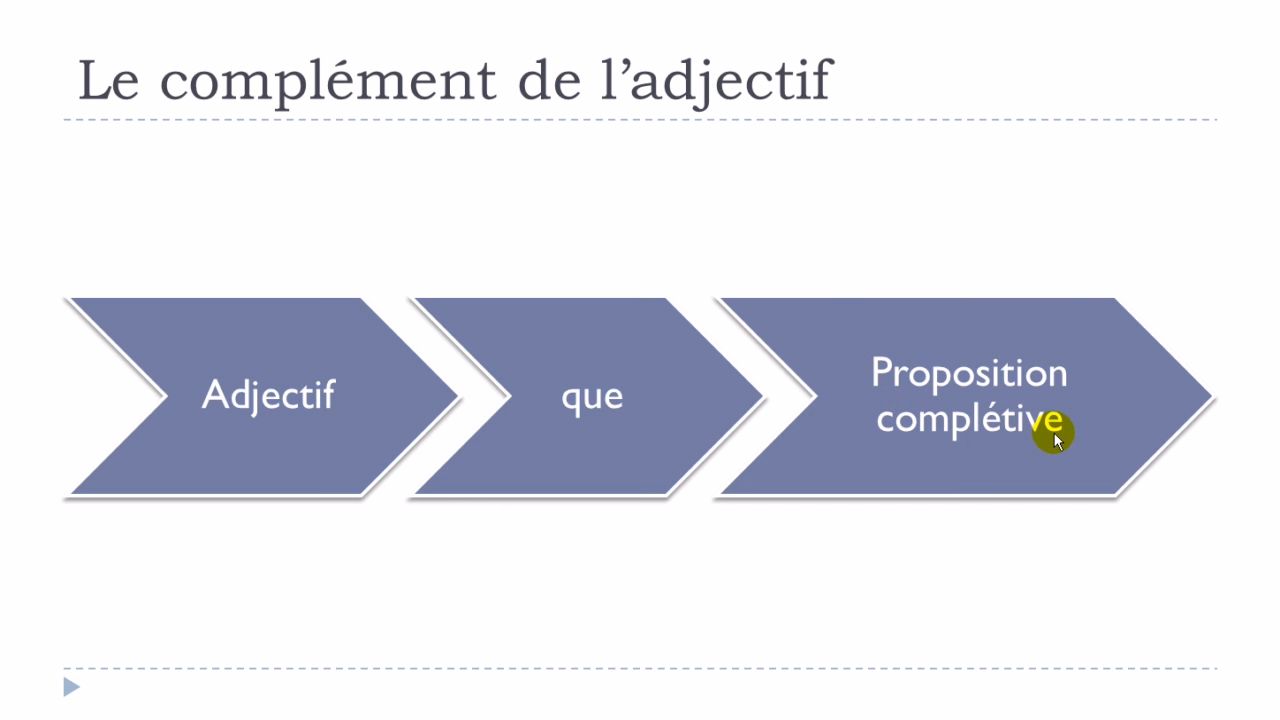 Le complément de l’adjectif
Adjectif
que
Proposition
complétive